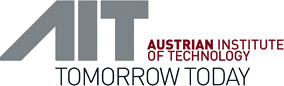 AIT
AUSTRIAN INSTITUTE
OF TECHNOLOGY
TOMORROW TODAY